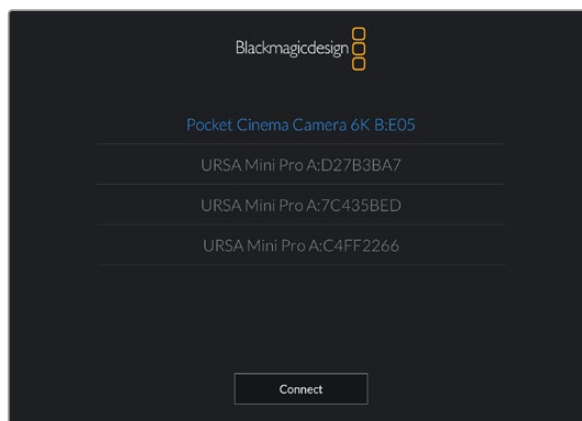 Blackmagicdesign
Pocket Cinema Camera 6K B:E05
URSA Mini Pro A:D27B3BA7
URSA Mini Pro A:7C435BED
URSA Mini Pro A:C4FF2266
Connect